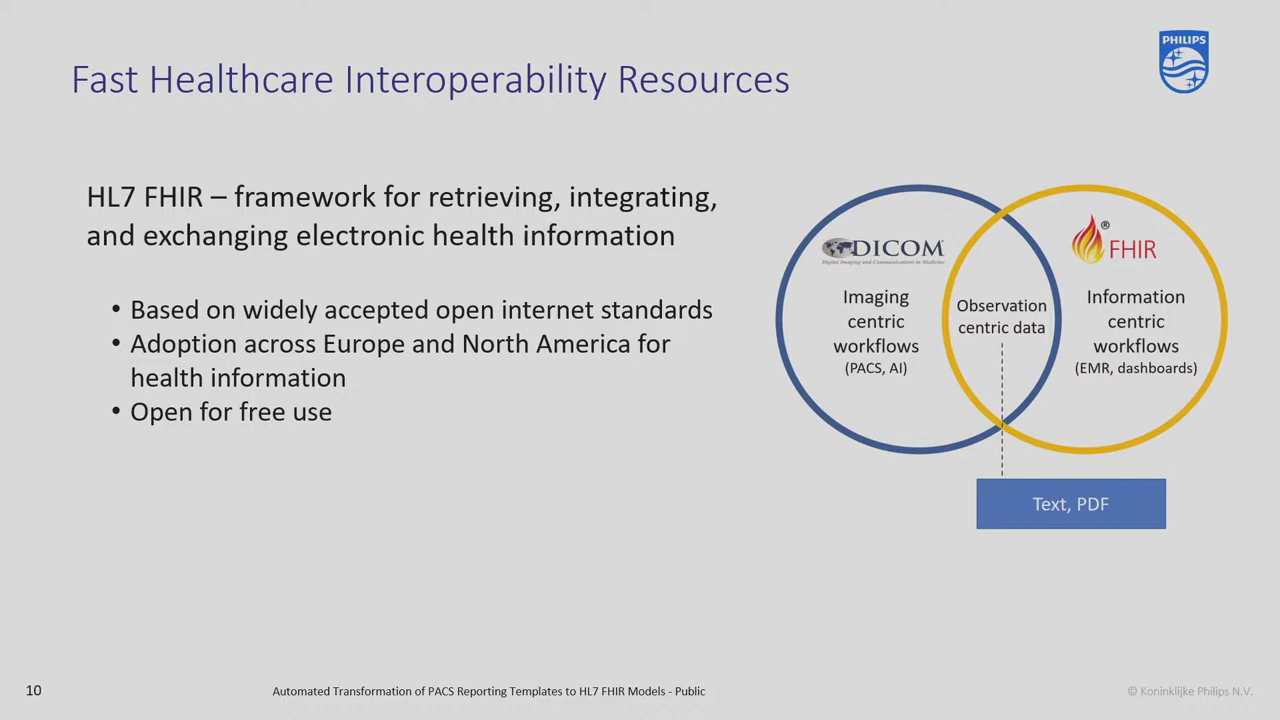 PHILIPS
Fast Healthcare Interoperability Resources
HL7 FHIR – framework for retrieving, integrating,
and exchanging electronic health information
• Based on widely accepted open internet standards
• Adoption across Europe and North America for
health information
• Open for free use
DICOM
Digital Imaging and Communications in Medicine
Imaging
centric
workflows
(PACS, AI)
Observation
centric data
® FHIR
Information
centric
workflows
(EMR, dashboards)
Text, PDF
10
Automated Transformation of PACS Reporting Templates to HL7 FHIR Models - Public
© Koninklijke Philips N.V.